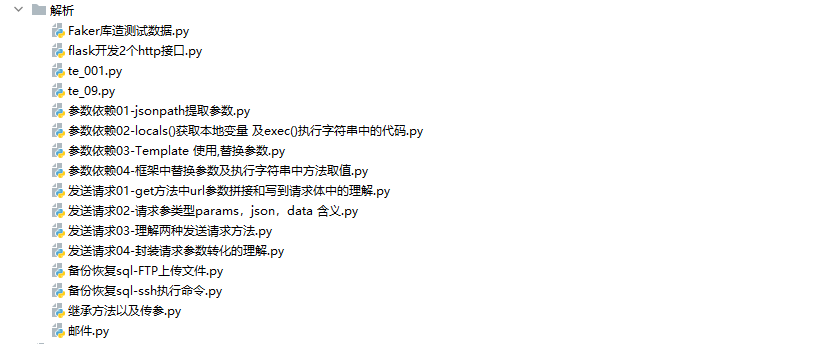 解析
Faker库造测试数据.py
flask开发2个http接口.py
te_001.py
te_09.py
参数依赖01-jsonpath提取参数.py
参数依赖02-locals()获取本地变量 及exec()执行字符串中的代码.py
参数依赖03-Template 使用,替换参数.py
参数依赖04-框架中替换参数及执行字符串中方法取值.py
发送请求01-get方法中url参数拼接和写到请求体中的理解.py
发送请求02-请求参类型params，json，data 含义.py
发送请求03-理解两种发送请求方法.py
发送请求04-封装请求参数转化的理解.py
备份恢复sql-FTP上传文件.py
备份恢复sql-ssh执行命令.py
继承方法以及传参.py
邮件.py